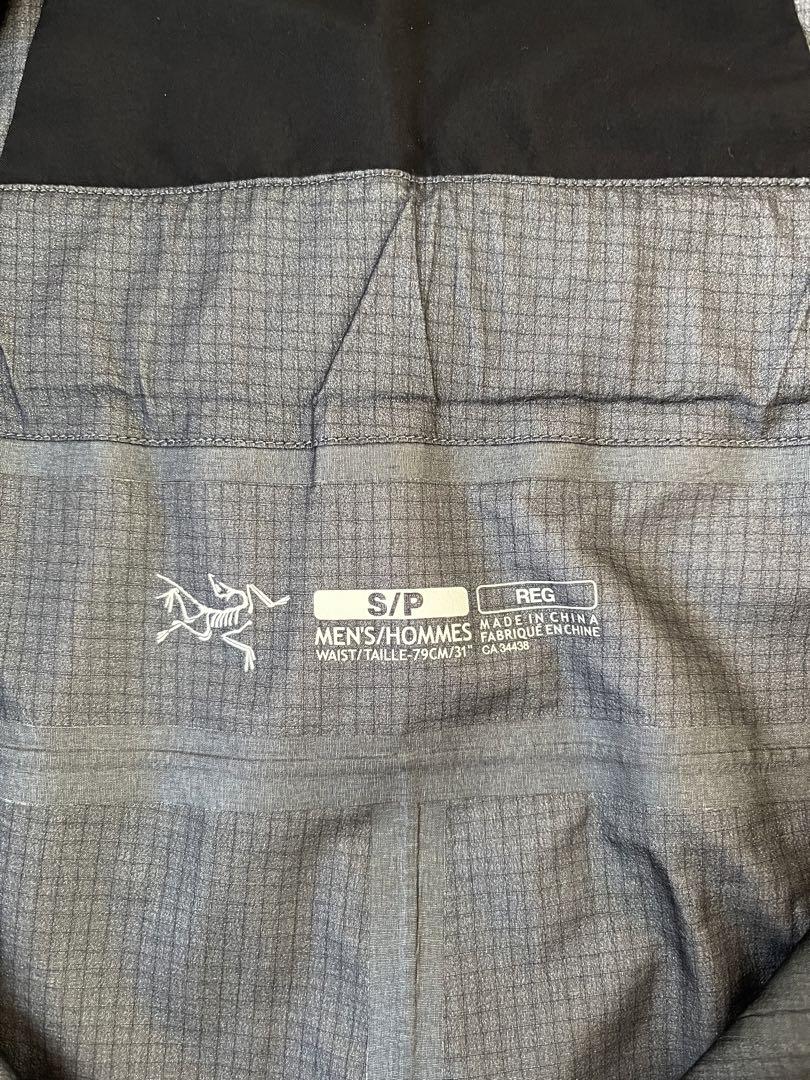 S/P
MEN'S/HOMMES
WAIST/TAILLE-79CM/31"
REG
MADE IN CHINA
FABRIQUÉ EN CHINE
CA 34438